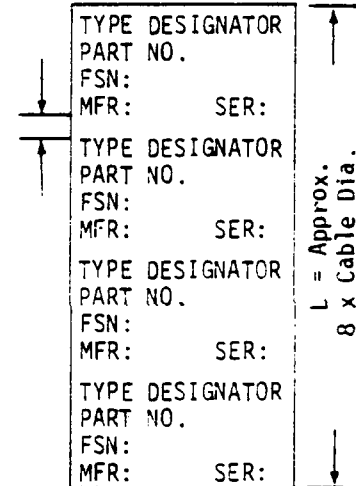 TYPE DESIGNATOR
PART NO.
FSN:
MFR: SER:
TYPE DESIGNATOR
PART NO.
FSN:
MFR: SER:
TYPE DESIGNATOR
PART NO.
FSN:
MFR: SER:
TYPE DESIGNATOR
PART NO.
FSN:
MFR: SER:
L = Approx.
8 x Cable Dia.